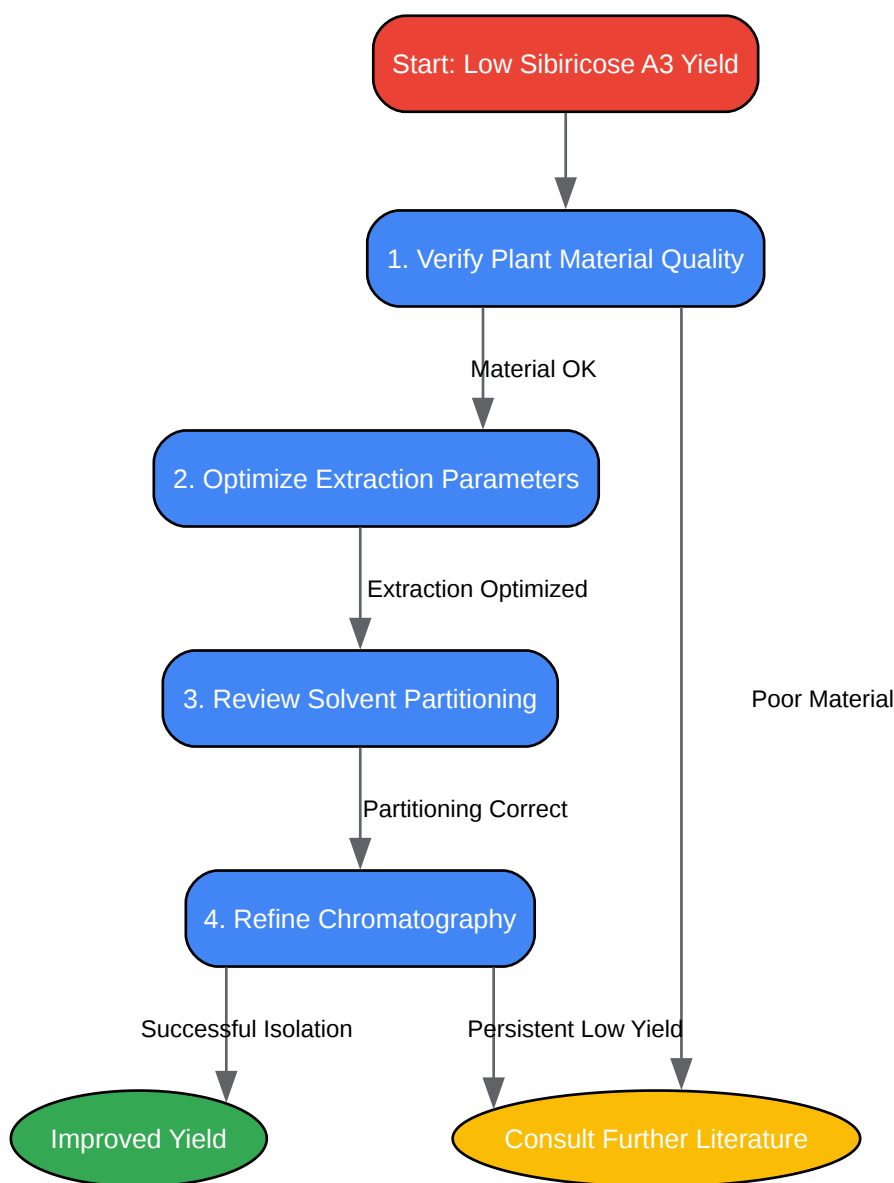 Start: Low Sibiricose A3 Yield
1. Verify Plant Material Quality
Material OK
2. Optimize Extraction Parameters
Extraction Optimized
3. Review Solvent Partitioning
Poor Material
Partitioning Correct
4. Refine Chromatography
Successful Isolation
Persistent Low Yield
Improved Yield
Consult Further Literature